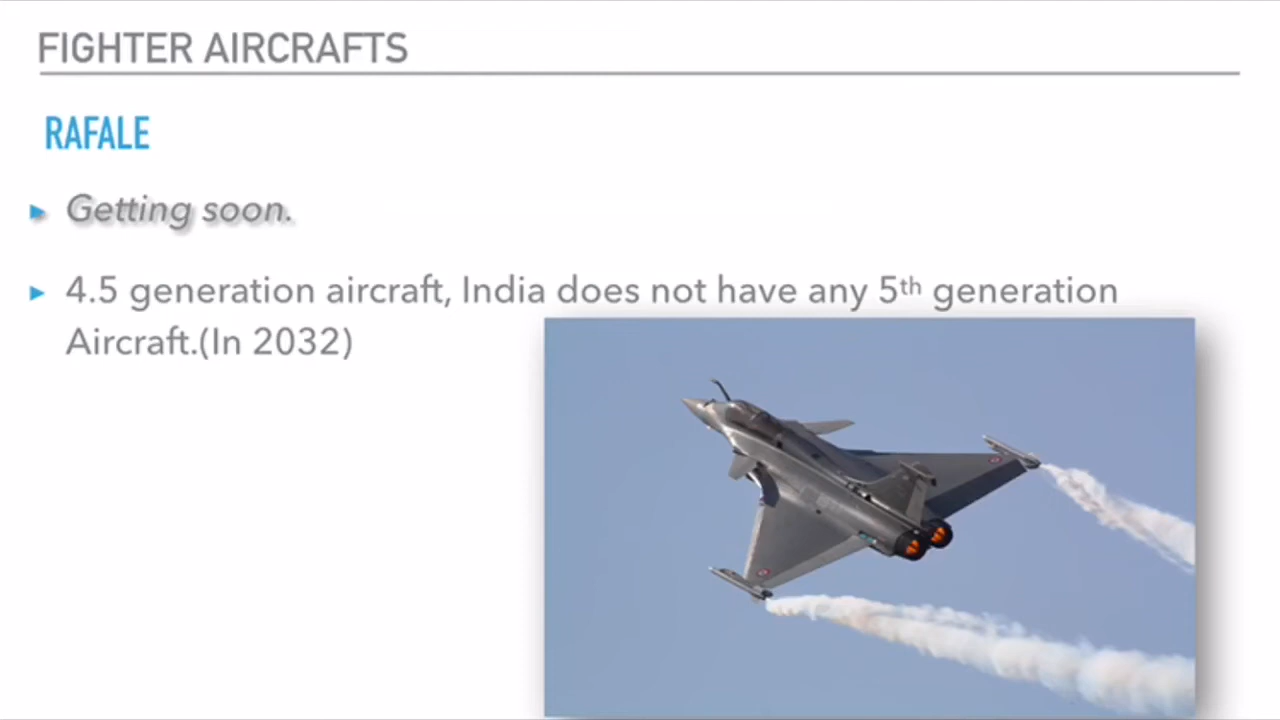 FIGHTER AIRCRAFTS
RAFALE
Getting soon.
4.5 generation aircraft, India does not have any 5th generation
Aircraft.(In 2032)